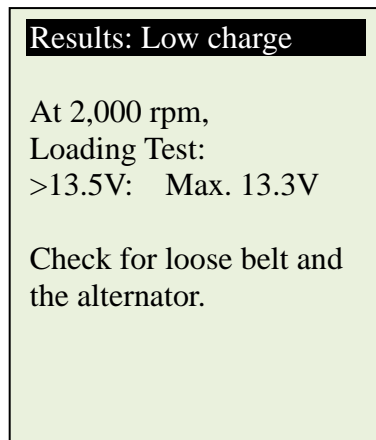 Results: Low charge
At 2,000 rpm,
Loading Test:
>13.5V: Max. 13.3V
Check for loose belt and
the alternator.